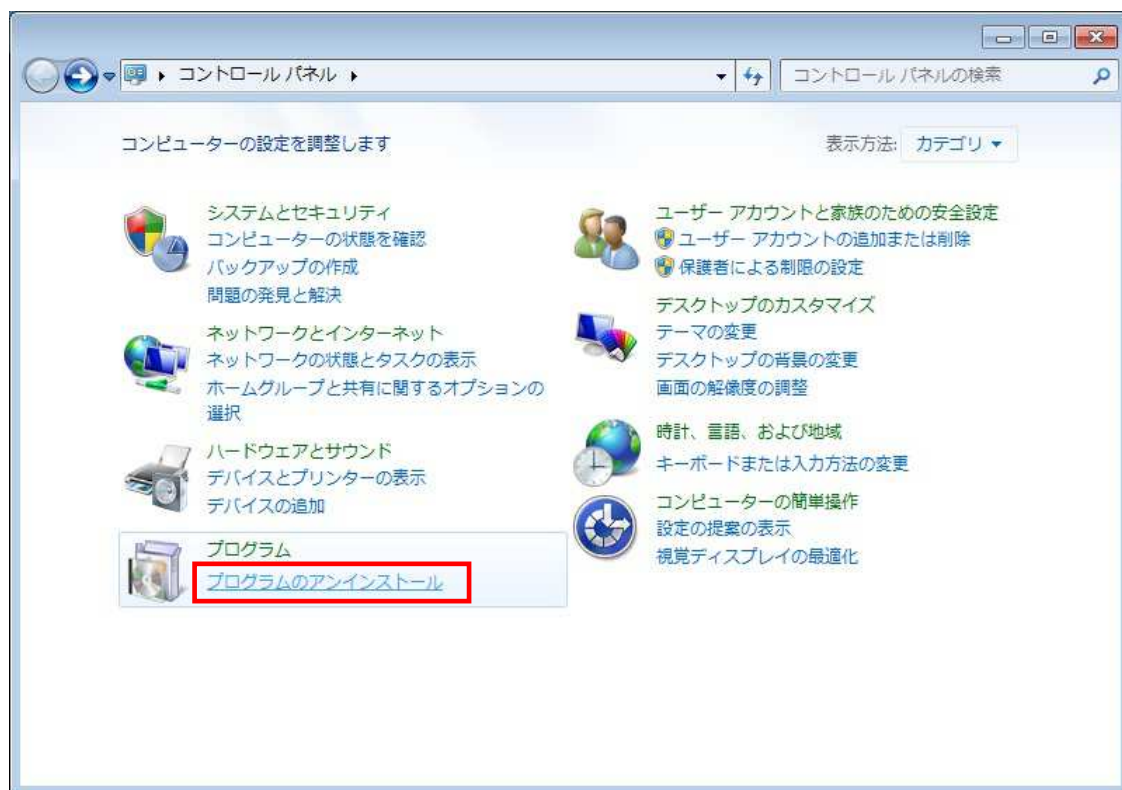 コントロール パネル
コントロール パネルの検索
コンピューターの設定を調整します
表示方法: カテゴリ
システムとセキュリティ
コンピューターの状態を確認
バックアップの作成
問題の発見と解決
ネットワークとインターネット
ネットワークの状態とタスクの表示
ホームグループと共有に関するオプションの
選択
ハードウェアとサウンド
デバイスとプリンターの表示
デバイスの追加
プログラム
プログラムのアンインストール
ユーザー アカウントと家族のための安全設定
ユーザー アカウントの追加または削除
保護者による制限の設定
デスクトップのカスタマイズ
テーマの変更
デスクトップの背景の変更
画面の解像度の調整
時計、言語、および地域
キーボードまたは入力方法の変更
コンピューターの簡単操作
設定の提案の表示
視覚ディスプレイの最適化